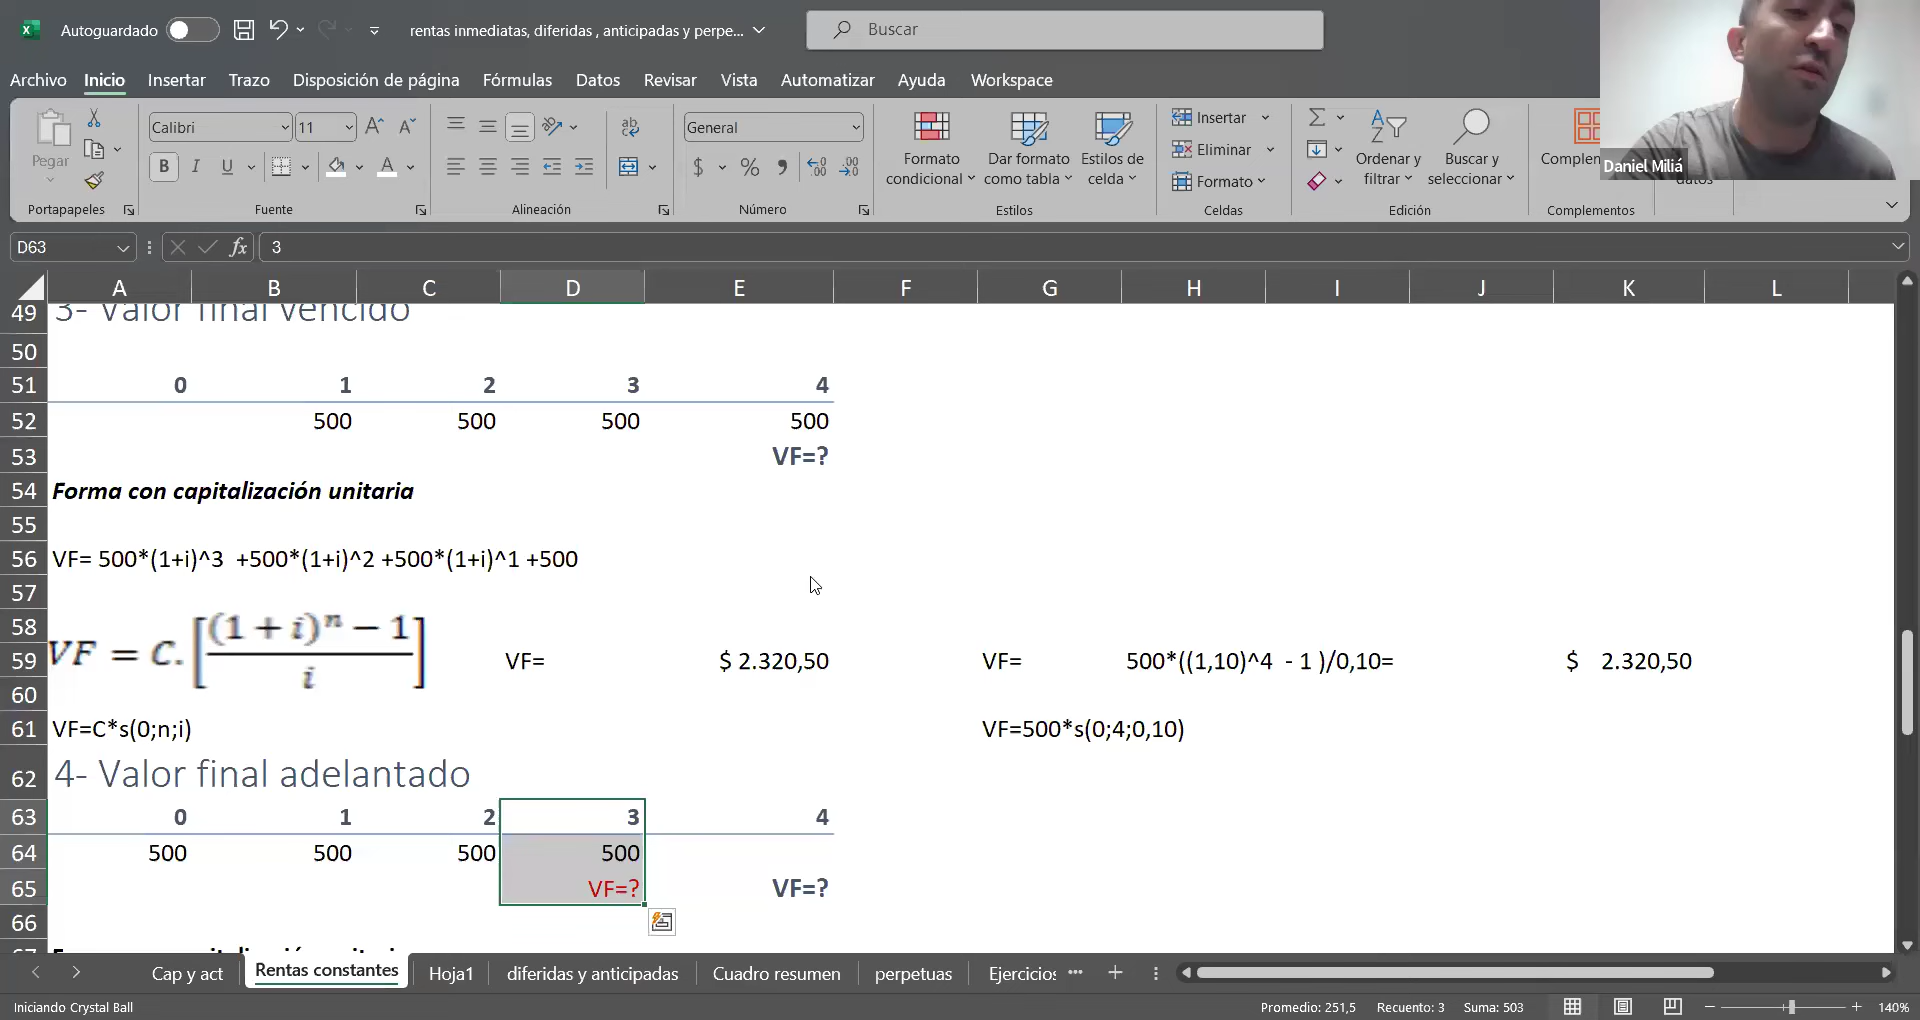 Autoguardado
rentas inmediatas, diferidas , anticipadas y perpe...
Buscar
Archivo Inicio Insertar Trazo Disposición de página Fórmulas Datos Revisar Vista Automatizar Ayuda Workspace
Pegar
Portapapeles
Calibri 11
Fuente
Alineación
General
Número
Formato condicional
Dar formato como tabla
Estilos de celda
Estilos
Insertar
Eliminar
Formato
Celdas
Ordenar y filtrar
Buscar y seleccionar
Edición
Complementos
Daniel Miliá
D63
fx 3
A B C D E F G H I J K L
49 3- Valor final vencido
50
51 0 1 2 3 4
52 500 500 500 500
53 VF=?
54 Forma con capitalización unitaria
55
56 VF= 500*(1+i)^3 +500*(1+i)^2 +500*(1+i)^1 +500
57
58
VF = C.[((1 + i)^n − 1)/i]
59 VF= $ 2.320,50 VF= 500*((1,10)^4 - 1 )/0,10= $ 2.320,50
60
61 VF=C*s(0;n;i) VF=500*s(0;4;0,10)
62 4- Valor final adelantado
63 0 1 2 3 4
64 500 500 500 500
65 VF=? VF=?
66
Cap y act Rentas constantes Hoja1 diferidas y anticipadas Cuadro resumen perpetuas Ejercicios ...
Iniciando Crystal Ball
Promedio: 251,5 Recuento: 3 Suma: 503 140%